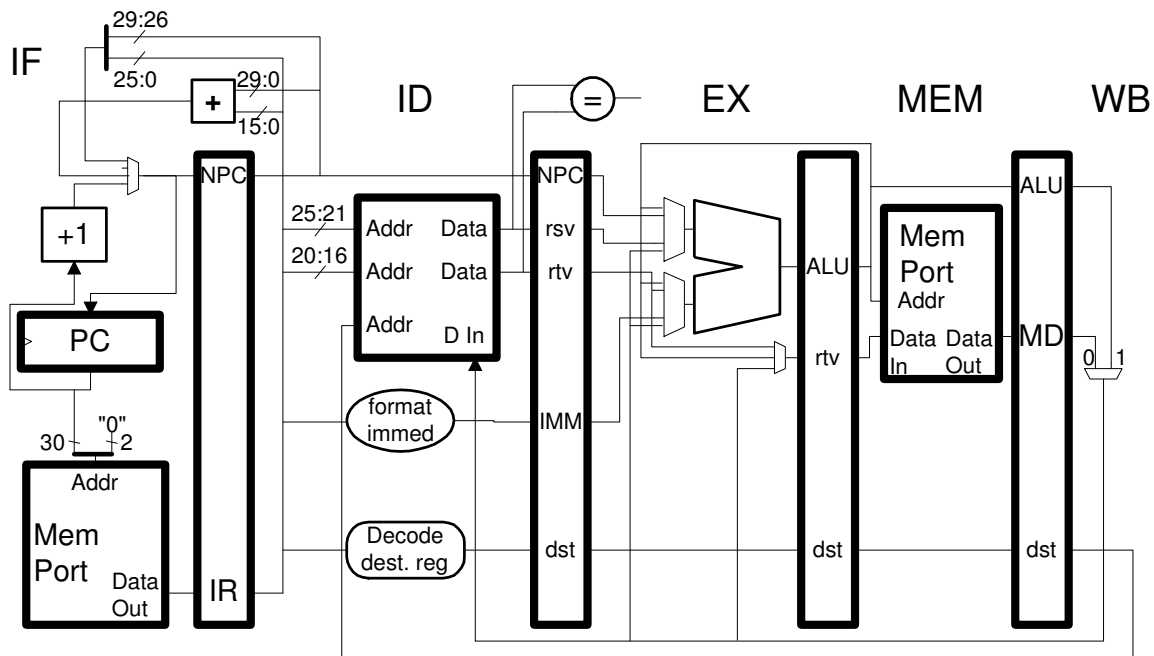 29:26
IF
25:0
ID
EX
MEM
WB
+
29:0
15:0
=
NPC
NPC
ALU
+1
25:21
Addr
Data
rsv
Mem
Port
20:16
Addr
Data
rtv
ALU
Addr
PC
Addr
D In
rtv
Data
In
Data
Out
MD
0
1
format
immed
IMM
30
"0"
2
Addr
Mem
Port
Data
Out
IR
Decode
dest. reg
dst
dst
dst